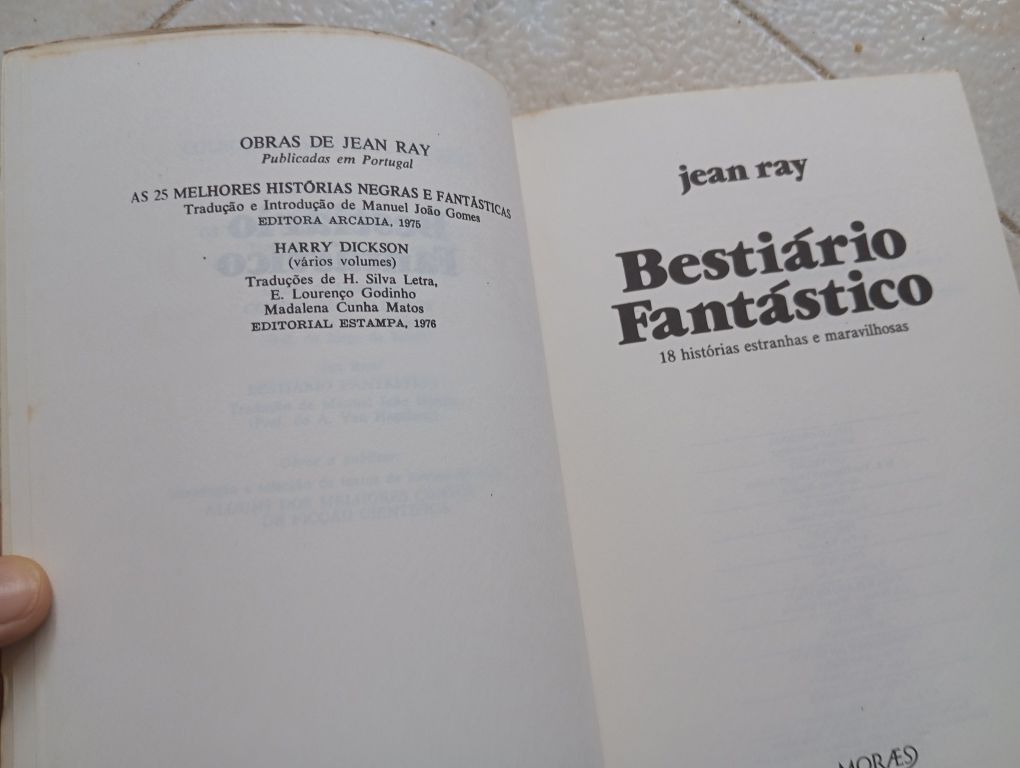 OBRAS DE JEAN RAY
Publicadas em Portugal
AS 25 MELHORES HISTÓRIAS NEGRAS E FANTÁSTICAS
Tradução e Introdução de Manuel João Gomes
EDITORA ARCADIA, 1975
HARRY DICKSON
(vários volumes)
Traduções de H. Silva Letra,
E. Lourenço Godinho
Madalena Cunha Matos
EDITORIAL ESTAMPA, 1976
jean ray
Bestiário
Fantástico
18 histórias estranhas e maravilhosas
MORÆS